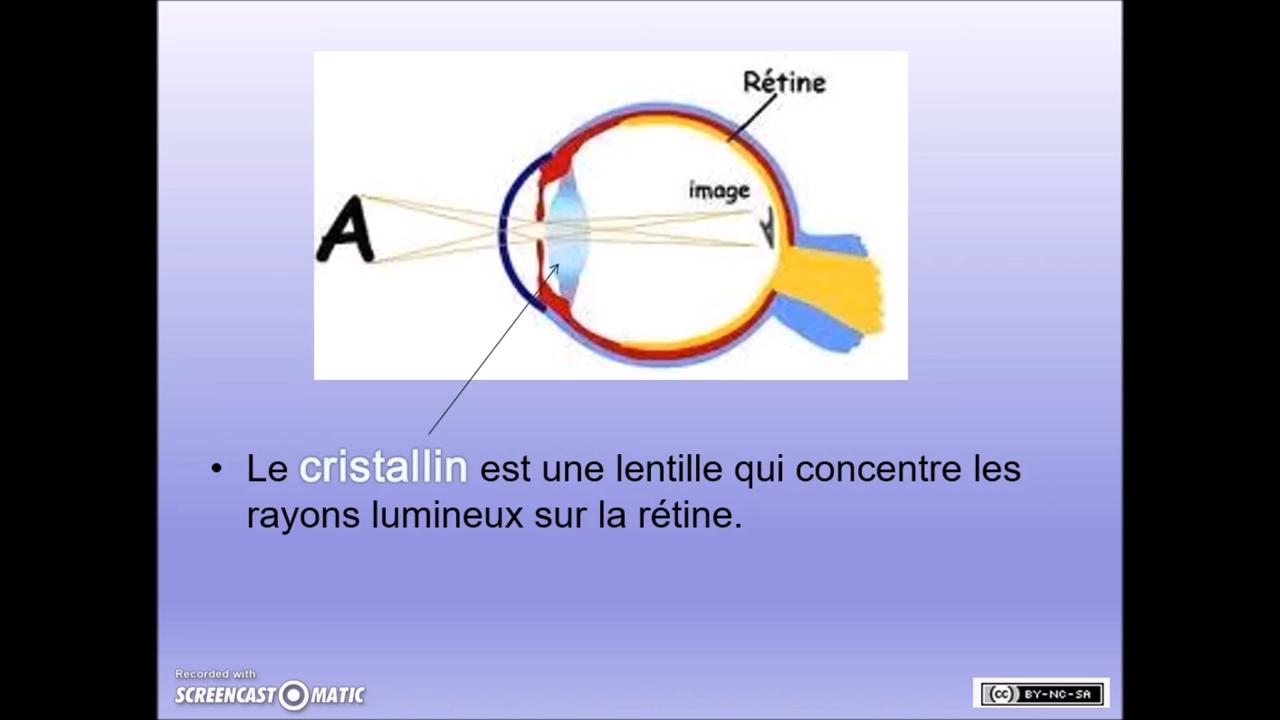 Rétine
image
A
A
• Le cristallin est une lentille qui concentre les
rayons lumineux sur la rétine.
Recorded with
SCREENCAST MATIC
cc BY-NC-SA